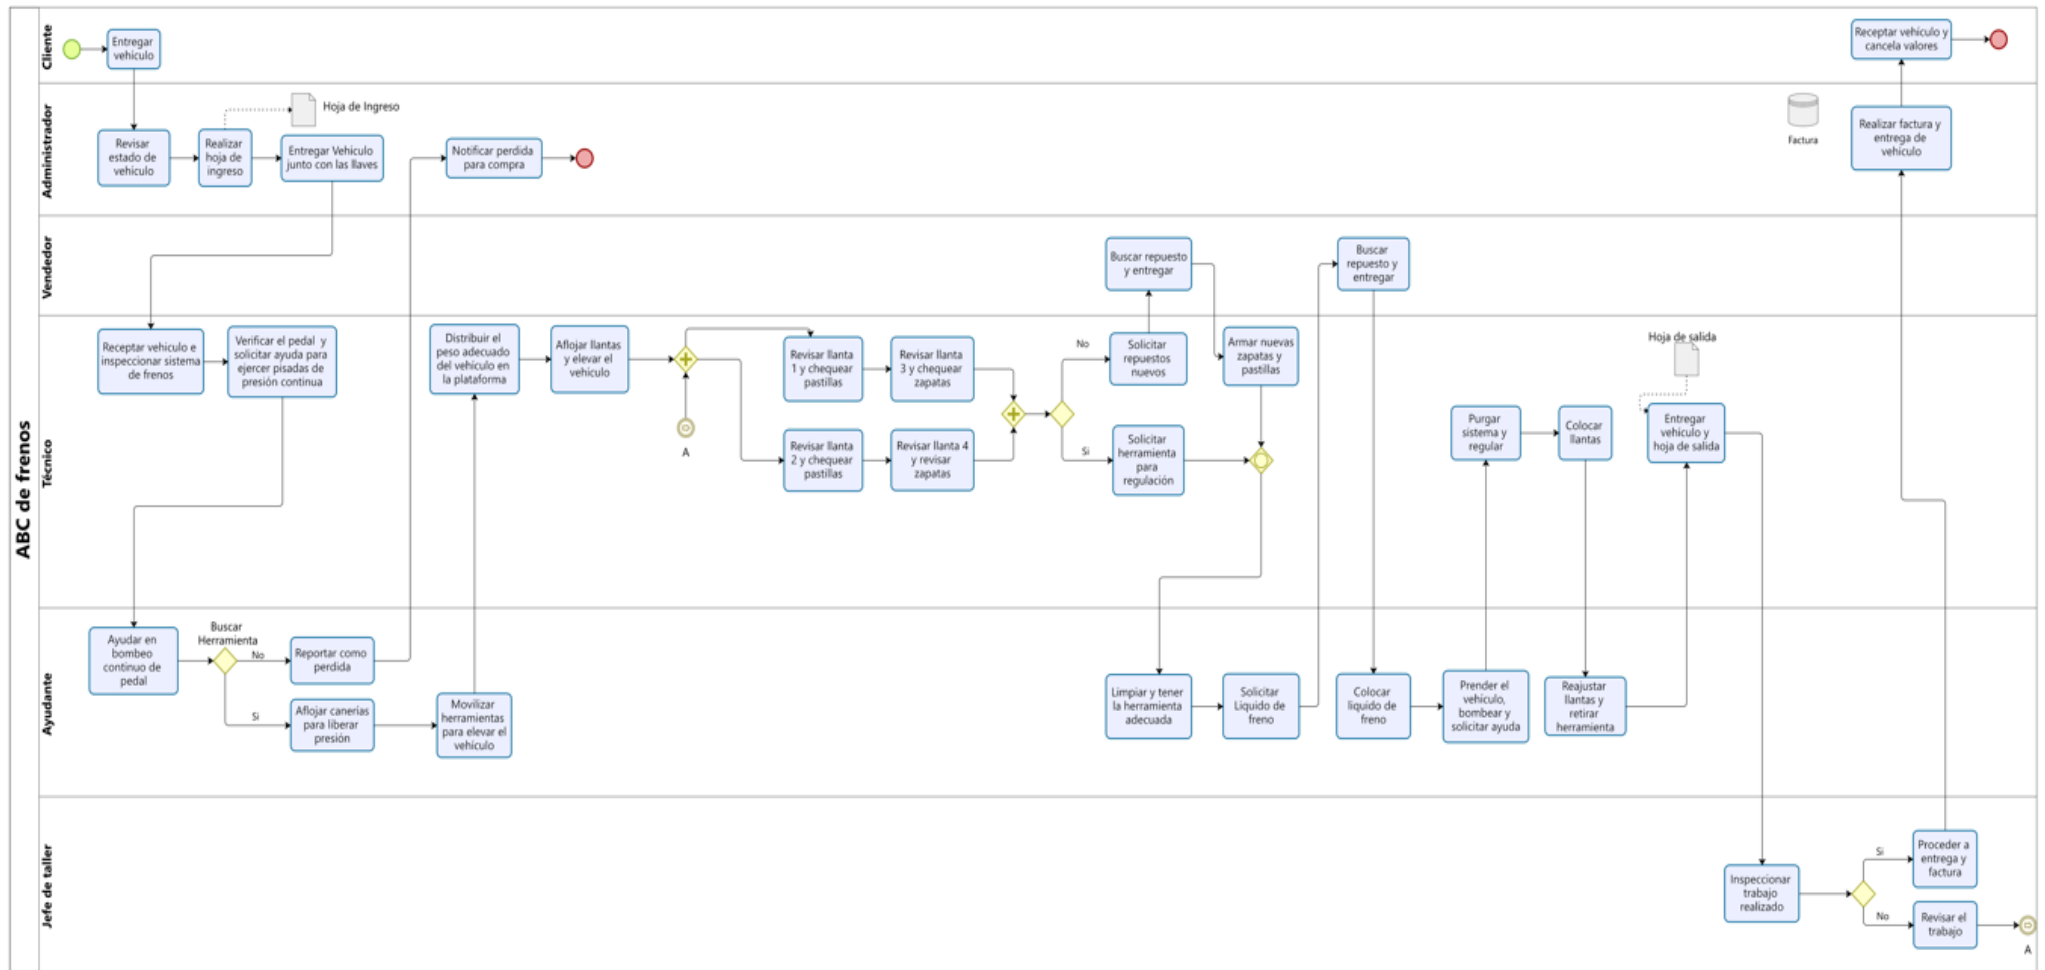 ABC de frenos
Cliente
Entregar
vehiculo
Receptar vehiculo y
cancela valores
Administrador
Hoja de Ingreso
Revisar
estado de
vehiculo
Realizar
hoja de
ingreso
Entregar Vehiculo
junto con las llaves
Notificar perdida
para compra
Factura
Realizar factura y
entrega de
vehiculo
Vendedor
Buscar repuesto
y entregar
Buscar
repuesto y
entregar
Técnico
Receptar vehiculo e
inspeccionar sistema
de frenos
Verificar el pedal y
solicitar ayuda para
ejercer pisadas de
presión continua
Distribuir el
peso adecuado
del vehiculo en
la plataforma
Aflojar llantas
y elevar el
vehiculo
A
Revisar llanta
1 y chequear
pastillas
Revisar llanta
3 y chequear
zapatas
Revisar llanta
2 y chequear
pastillas
Revisar llanta 4
y revisar
zapatas
No
Si
Solicitar
repuestos
nuevos
Solicitar
herramienta
para
regulación
Armar nuevas
zapatas y
pastillas
Purgar
sistema y
regular
Colocar
llantas
Hoja de salida
Entregar
vehiculo y
hoja de salida
Ayudante
Ayudar en
bombeo
continuo de
pedal
Buscar
Herramienta
No
Si
Reportar como
perdida
Aflojar canerias
para liberar
presión
Movilizar
herramientas
para elevar el
vehiculo
Limpiar y tener
la herramienta
adecuada
Solicitar
Liquido de
freno
Colocar
liquido de
freno
Prender el
vehículo,
bombear y
solicitar ayuda
Reajustar
llantas y
retirar
herramienta
Jefe de taller
Inspeccionar
trabajo
realizado
Si
No
Proceder a
entrega y
factura
Revisar el
trabajo
A